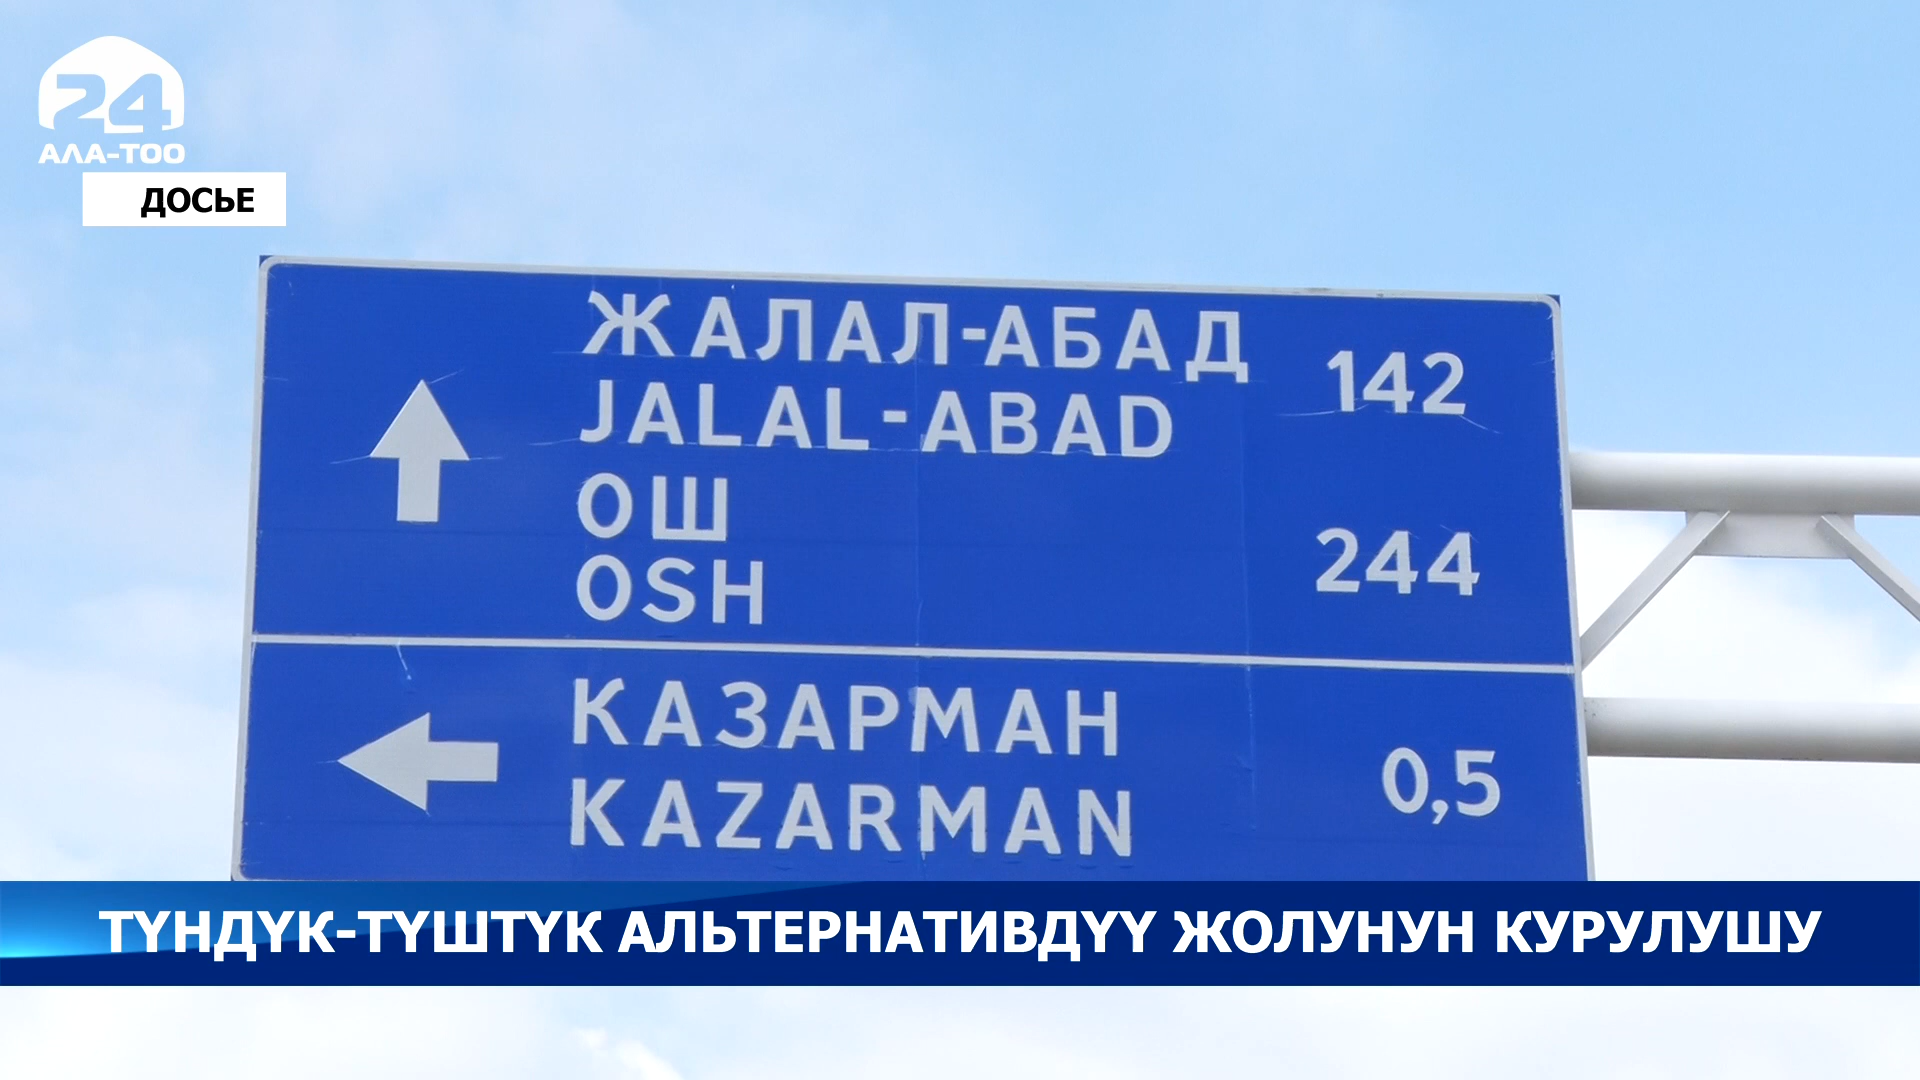 24
АЛА-ТОО
ДОСЬЕ
ЖАЛАЛ-АБАД 142
JALAL-ABAD
ОШ 244
OSH
КАЗАРМАН 0,5
KAZARMAN
ТҮНДҮК-ТҮШТҮК АЛЬТЕРНАТИВДҮҮ ЖОЛУНУН КУРУЛУШУ